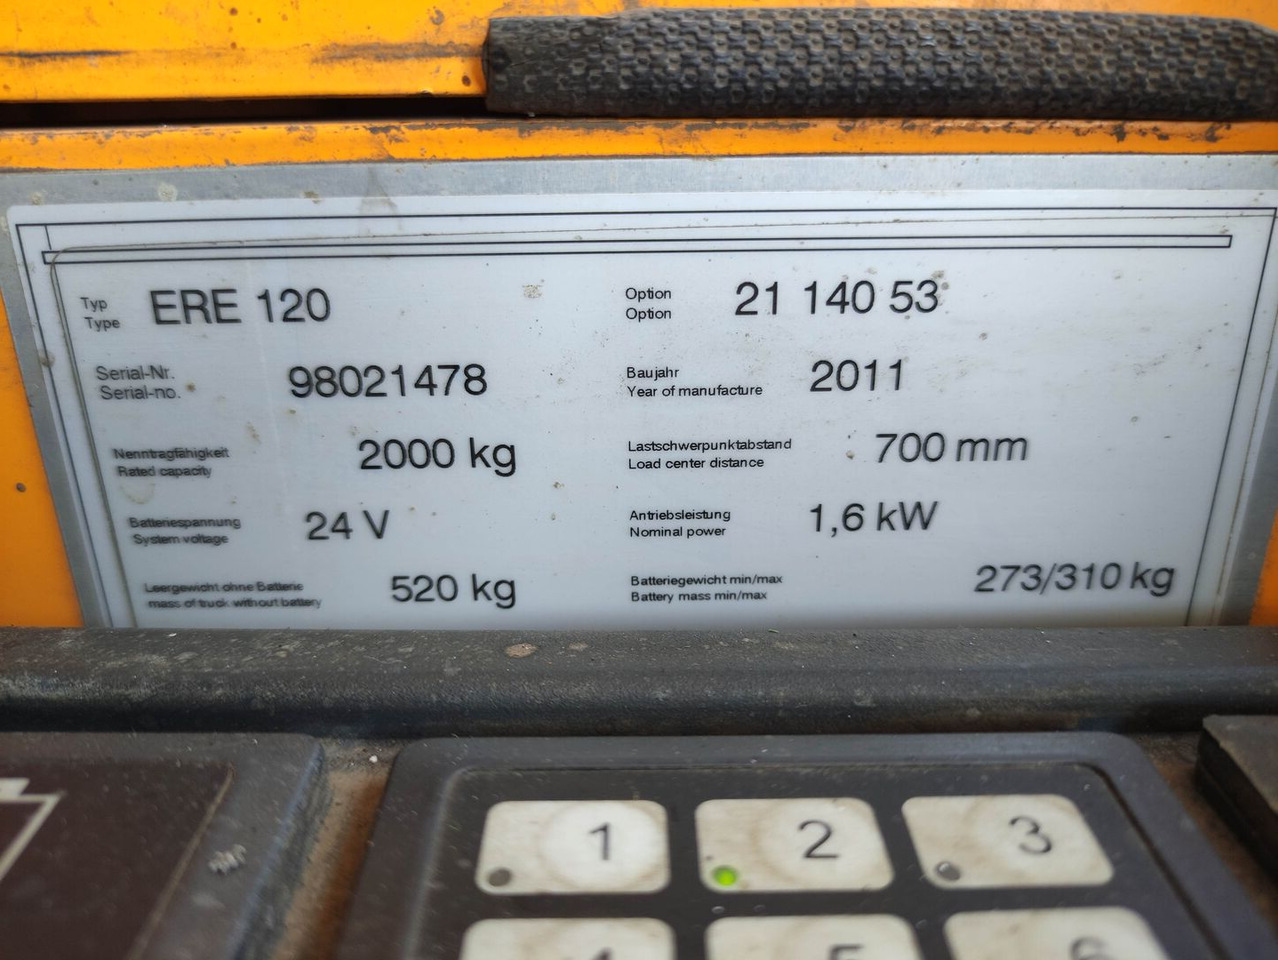 Typ
Type
ERE 120
Option
Option
21 140 53
Serial-Nr.
Serial-no.
98021478
Baujahr
Year of manufacture
2011
Nenntragfähigkeit
Rated capacity
2000 kg
Lastschwerpunktabstand
Load center distance
700 mm
Batteriespannung
System voltage
24 V
Antriebsleistung
Nominal power
1,6 kW
Leergewicht ohne Batterie
mass of truck without battery
520 kg
Batteriegewicht min/max
Battery mass min/max
273/310 kg
1 2 3
4 5 6